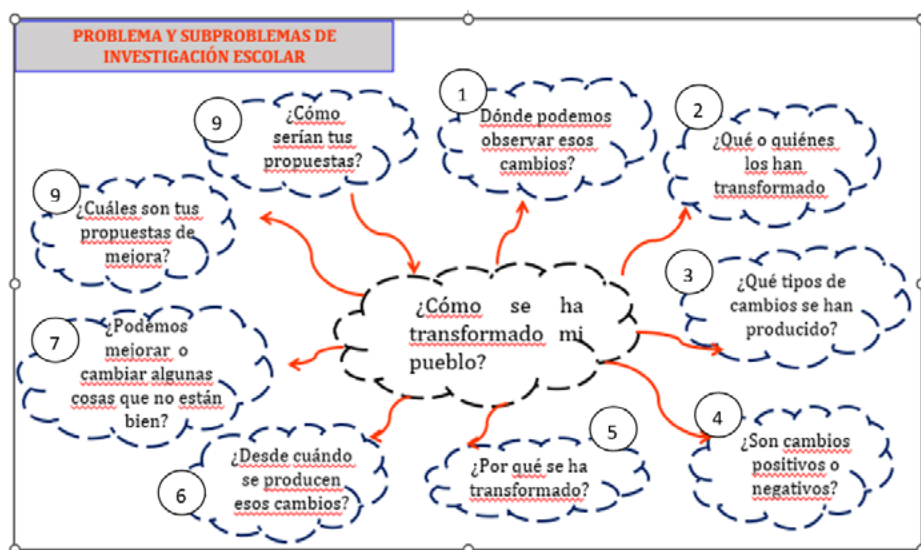 PROBLEMA Y SUBPROBLEMAS DE
INVESTIGACIÓN ESCOLAR
9
¿Cómo
serían tus
propuestas?
1
Dónde podemos
observar esos
cambios?
2
¿Qué o quiénes
los han
transformado
9
¿Cuáles son tus
propuestas de
mejora?
3
¿Qué tipos de
cambios se han
producido?
¿Cómo se ha
transformado mi
pueblo?
7
¿Podemos
mejorar o
cambiar algunas
cosas que no están
bien?
4
¿Son cambios
positivos o
negativos?
5
¿Por qué se ha
transformado?
6
¿Desde cuándo
se producen
esos cambios?